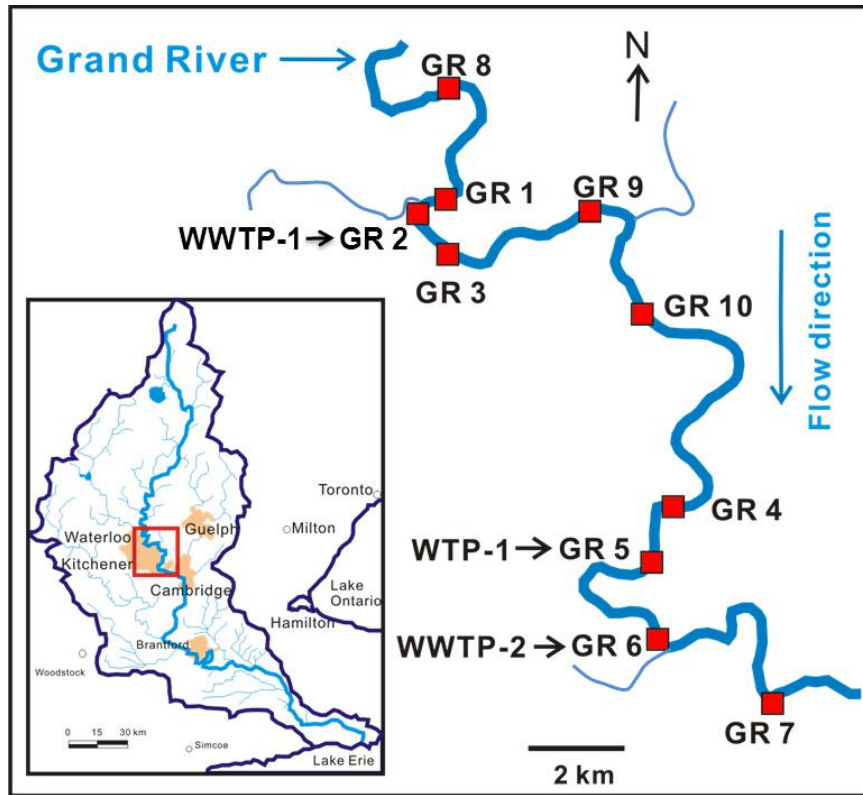 Grand River
GR 8
N
GR 1
GR 9
WWTP-1
GR 2
GR 3
GR 10
Flow direction
GR 4
WTP-1
GR 5
WWTP-2
GR 6
GR 7
2 km
Toronto
Waterloo
Guelph
Milton
Kitchener
Cambridge
Lake
Ontario
Hamilton
Brantford
Woodstock
0 15 30 km
Simcoe
Lake Erie